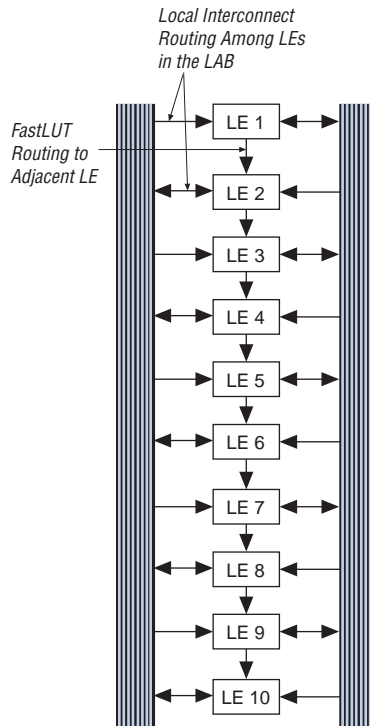 Local Interconnect
Routing Among LEs
in the LAB
FastLUT
Routing to
Adjacent LE
LE 1
LE 2
LE 3
LE 4
LE 5
LE 6
LE 7
LE 8
LE 9
LE 10